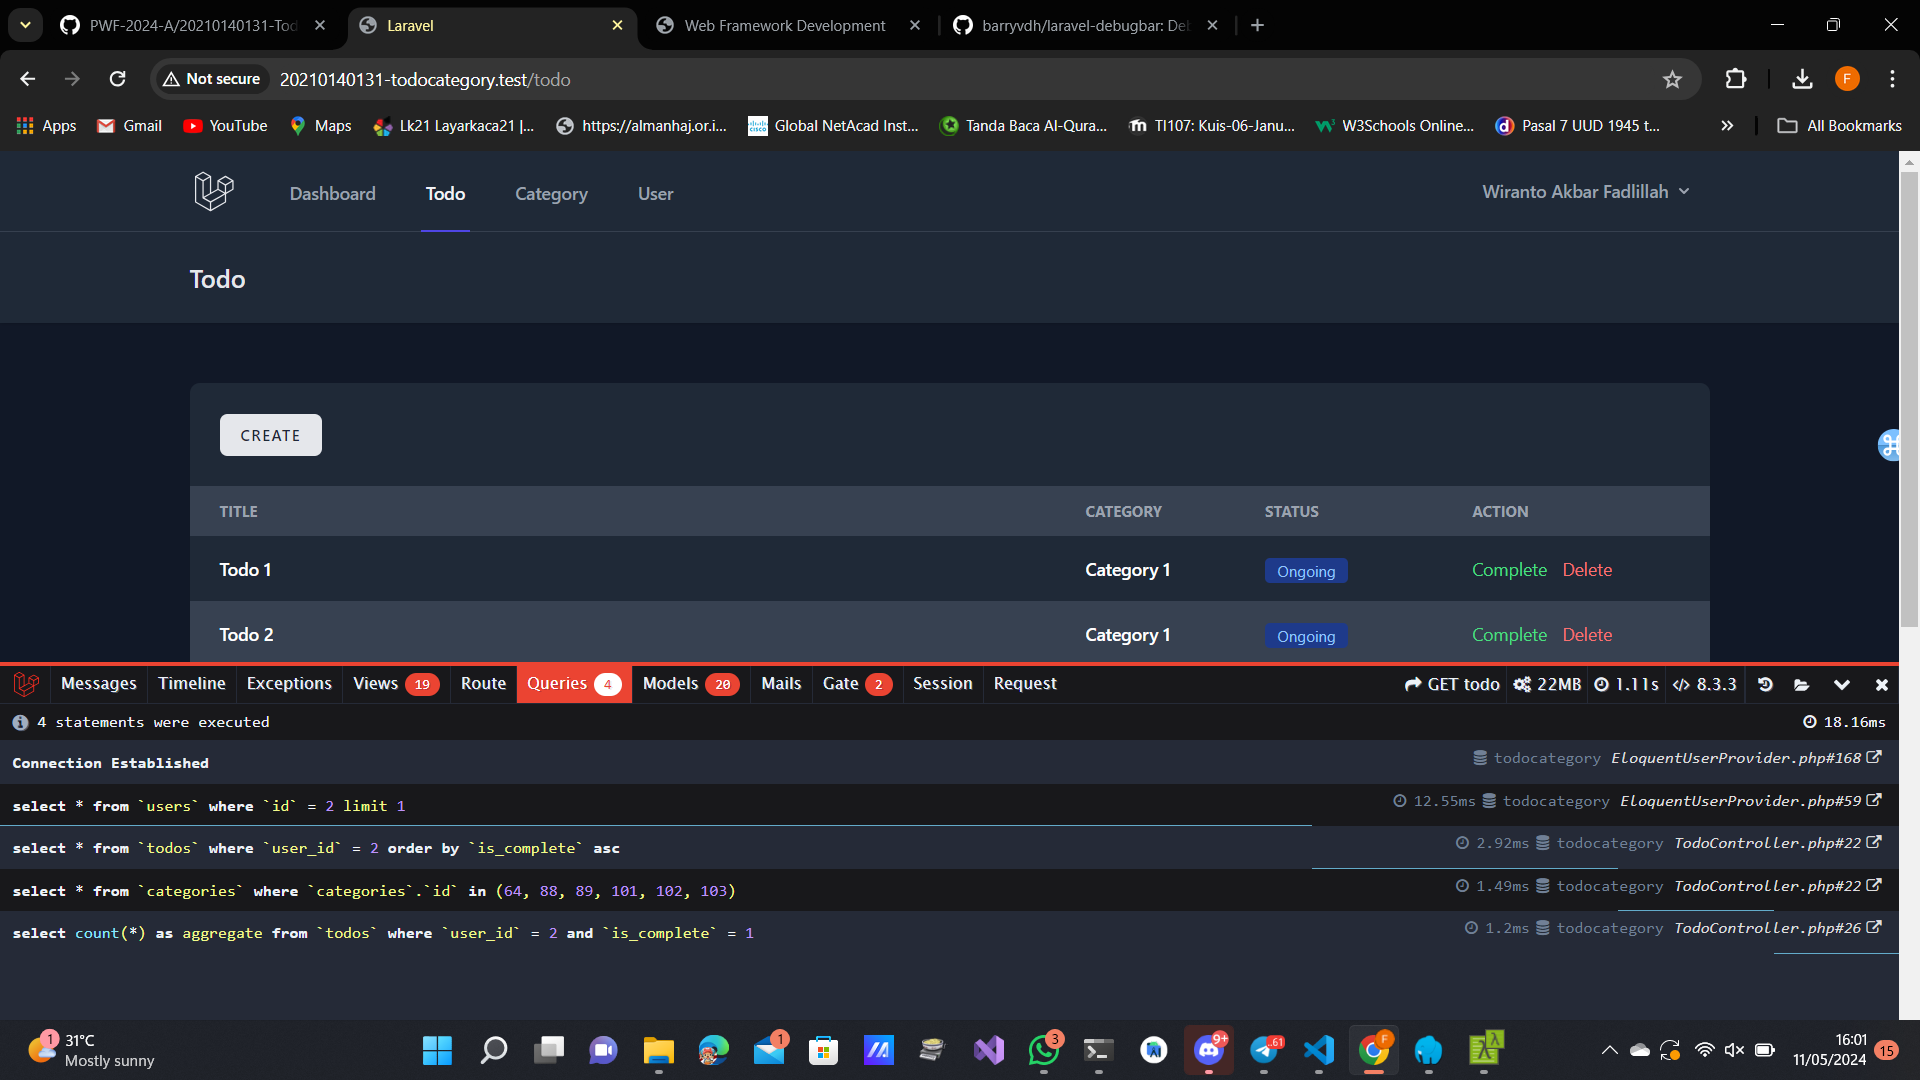 PWF-2024-A/20210140131-Tod
Laravel
Web Framework Development
barryvdh/laravel-debugbar: Deb
Not secure
20210140131-todocategory.test/todo
Apps
Gmail
YouTube
Maps
Lk21 Layarkaca21 |...
https://almanhaj.or.i...
Global NetAcad Inst...
Tanda Baca Al-Qura...
TI107: Kuis-06-Janu...
W3Schools Online...
Pasal 7 UUD 1945 t...
All Bookmarks
Dashboard
Todo
Category
User
Wiranto Akbar Fadlillah
Todo
CREATE
TITLE CATEGORY STATUS ACTION
Todo 1 Category 1 Ongoing Complete Delete
Todo 2 Category 1 Ongoing Complete Delete
Messages Timeline Exceptions Views 19 Route Queries 4 Models 20 Mails Gate 2 Session Request GET todo 22MB 1.11s 8.3.3
4 statements were executed 18.16ms
Connection Established todocategory EloquentUserProvider.php#168
select * from `users` where `id` = 2 limit 1 12.55ms todocategory EloquentUserProvider.php#59
select * from `todos` where `user_id` = 2 order by `is_complete` asc 2.92ms todocategory TodoController.php#22
select * from `categories` where `categories`.`id` in (64, 88, 89, 101, 102, 103) 1.49ms todocategory TodoController.php#22
select count(*) as aggregate from `todos` where `user_id` = 2 and `is_complete` = 1 1.2ms todocategory TodoController.php#26
1
31°C
Mostly sunny
1
3
9+
61
F
16:01
11/05/2024
15